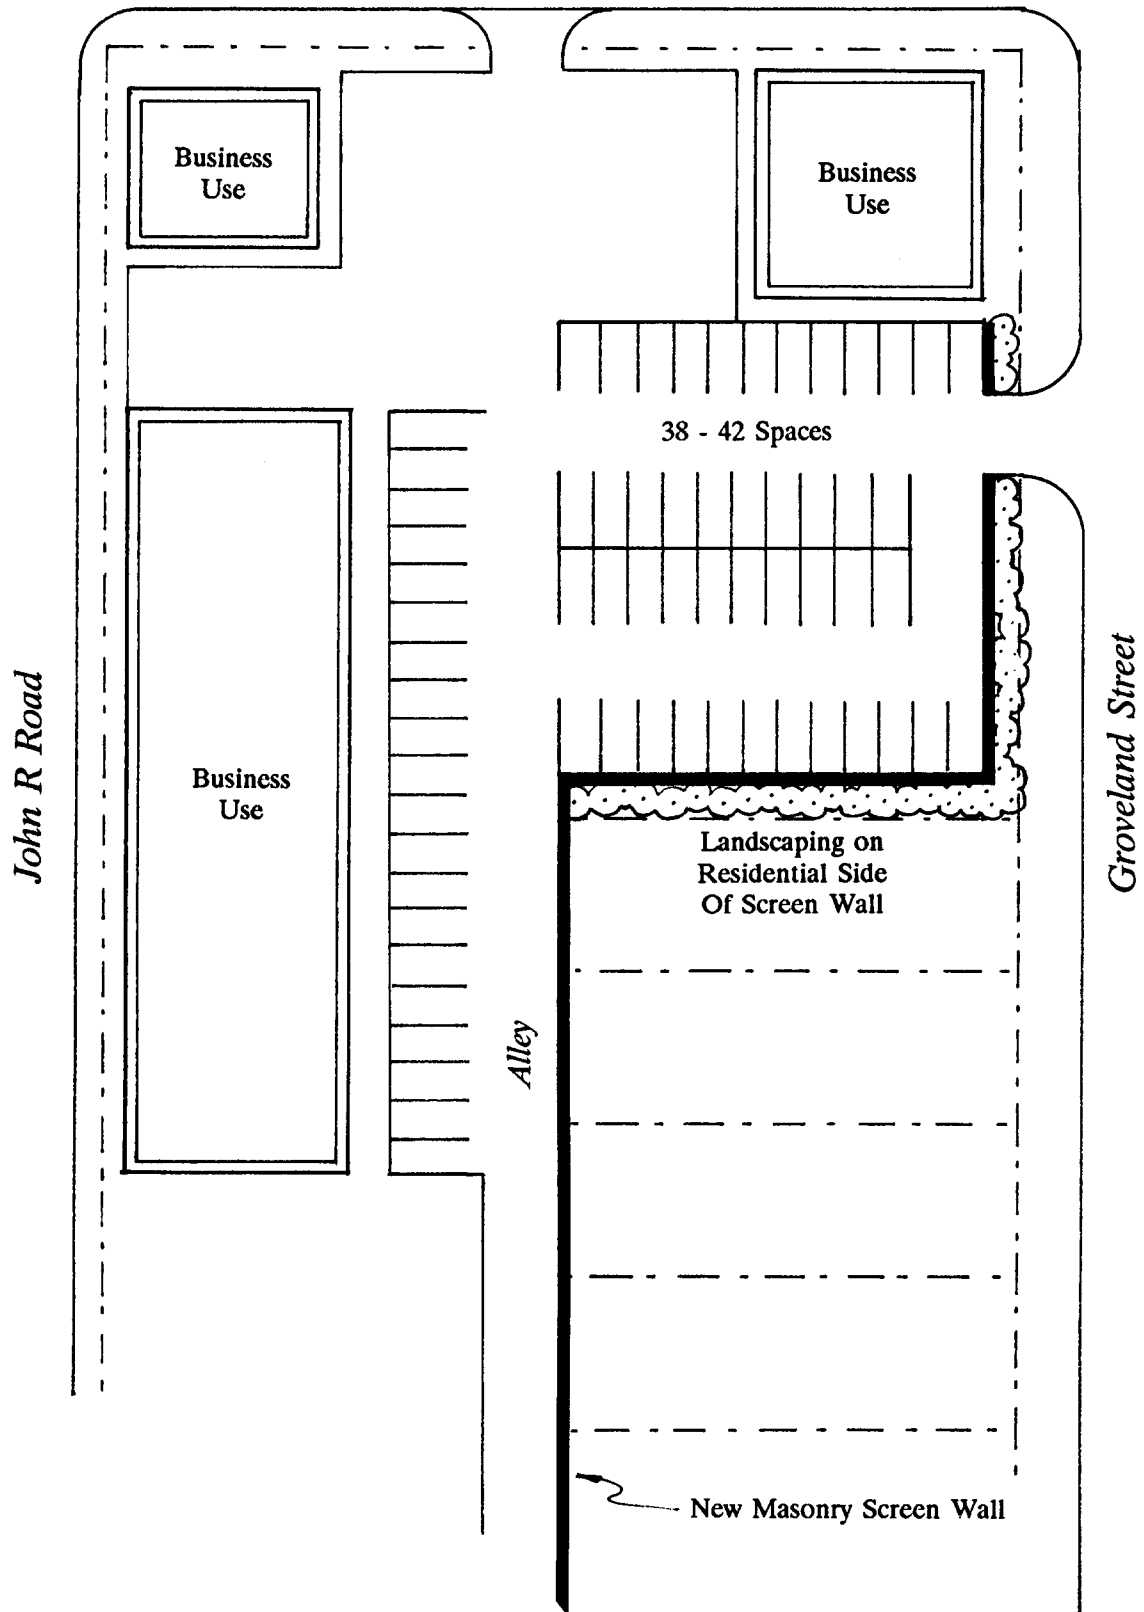 Business
Use
Business
Use
38 - 42 Spaces
John R Road
Business
Use
Groveland Street
Landscaping on
Residential Side
Of Screen Wall
Alley
New Masonry Screen Wall